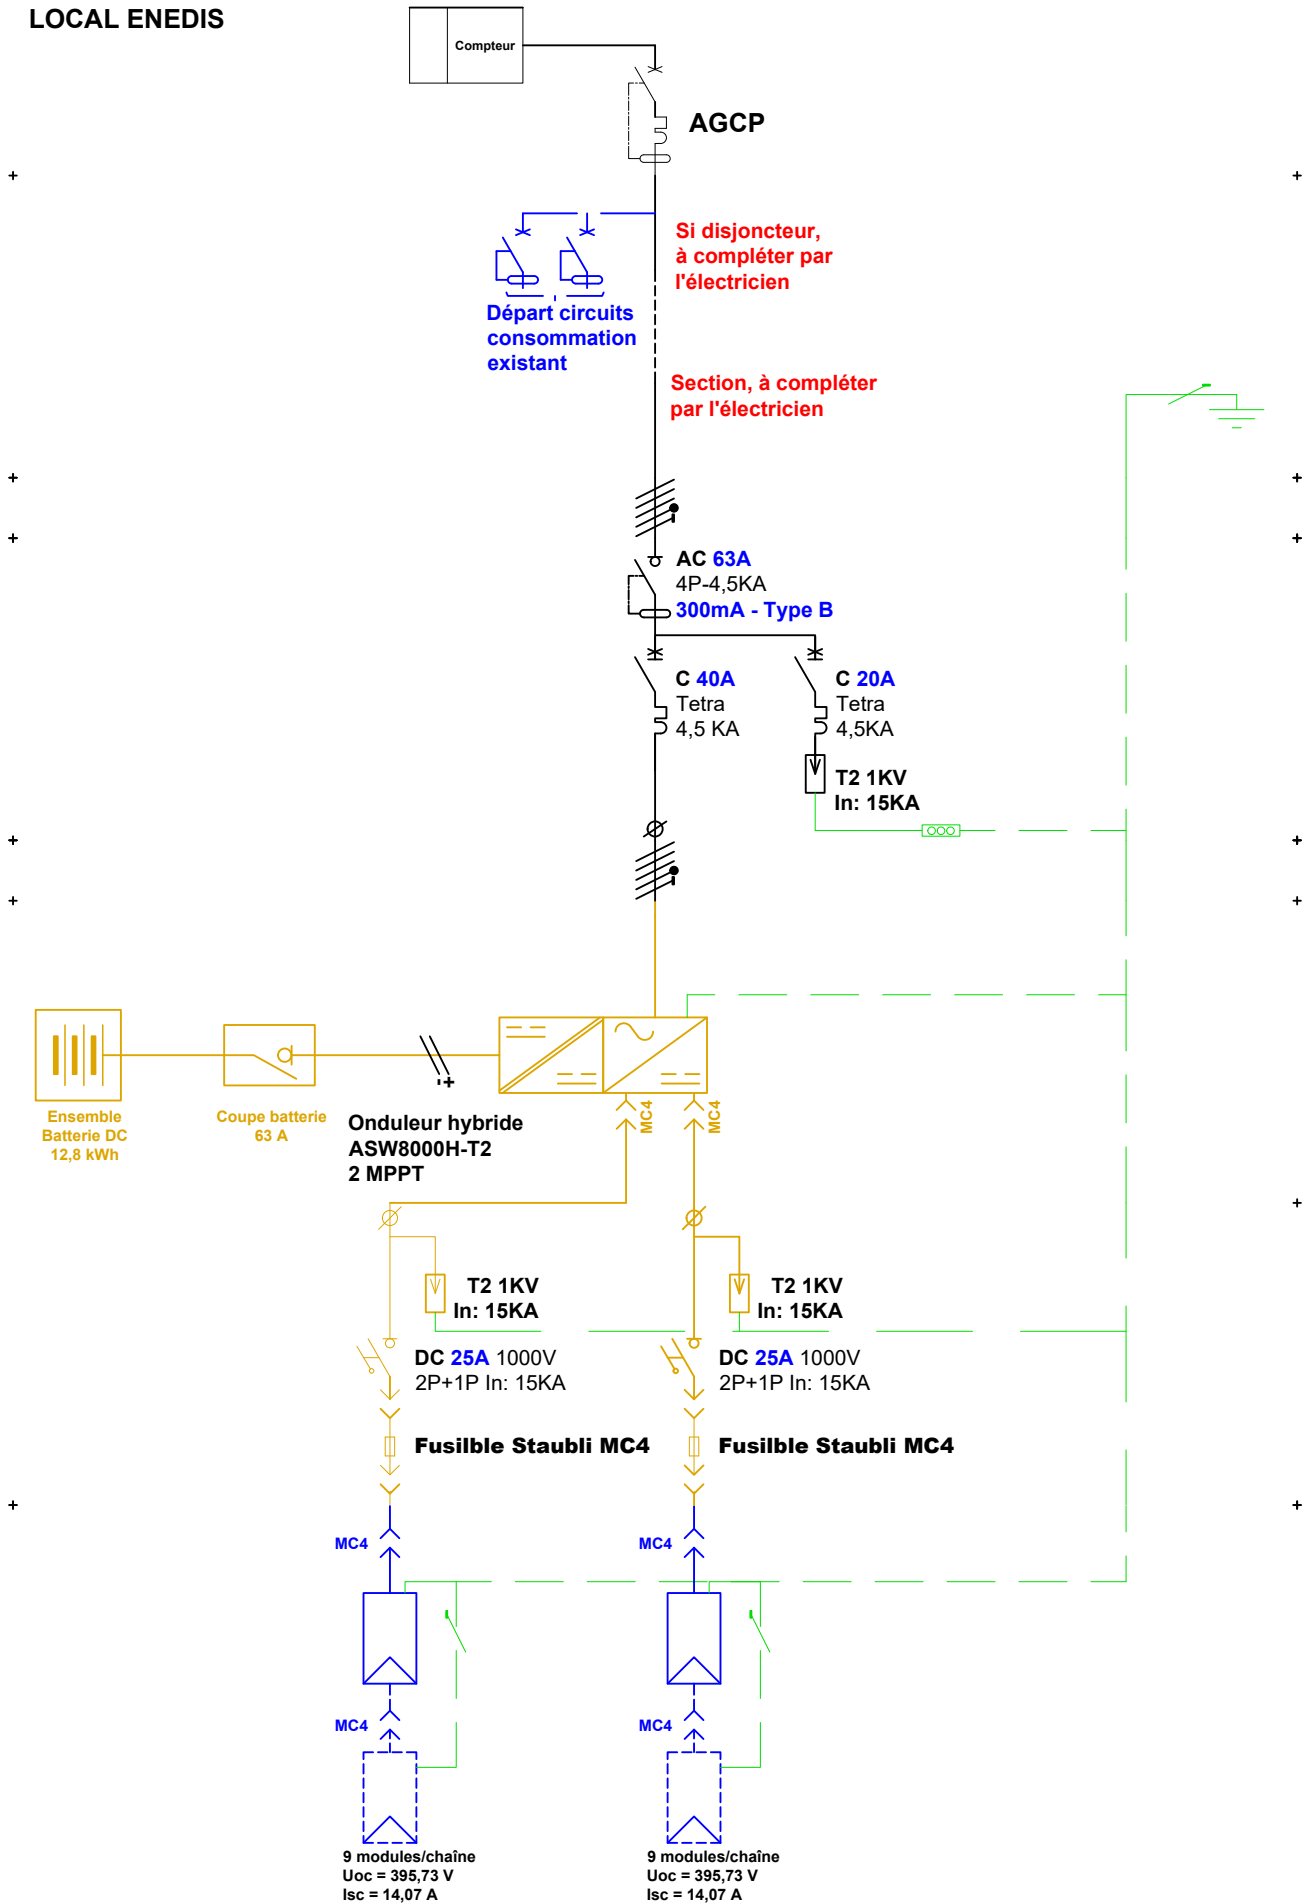 LOCAL ENEDIS
Compteur
AGCP
Si disjoncteur,
à compléter par
l'électricien
Départ circuits
consommation
existant
Section, à compléter
par l'électricien
AC 63A
4P-4,5KA
300mA - Type B
C 40A
Tetra
4,5 KA
C 20A
Tetra
4,5KA
T2 1KV
In: 15KA
Ensemble
Batterie DC
12,8 kWh
Coupe batterie
63 A
Onduleur hybride
ASW8000H-T2
2 MPPT
MC4
MC4
T2 1KV
In: 15KA
T2 1KV
In: 15KA
DC 25A 1000V
2P+1P In: 15KA
DC 25A 1000V
2P+1P In: 15KA
Fusilble Staubli MC4
Fusilble Staubli MC4
MC4
MC4
MC4
MC4
9 modules/chaîne
Uoc = 395,73 V
Isc = 14,07 A
9 modules/chaîne
Uoc = 395,73 V
Isc = 14,07 A